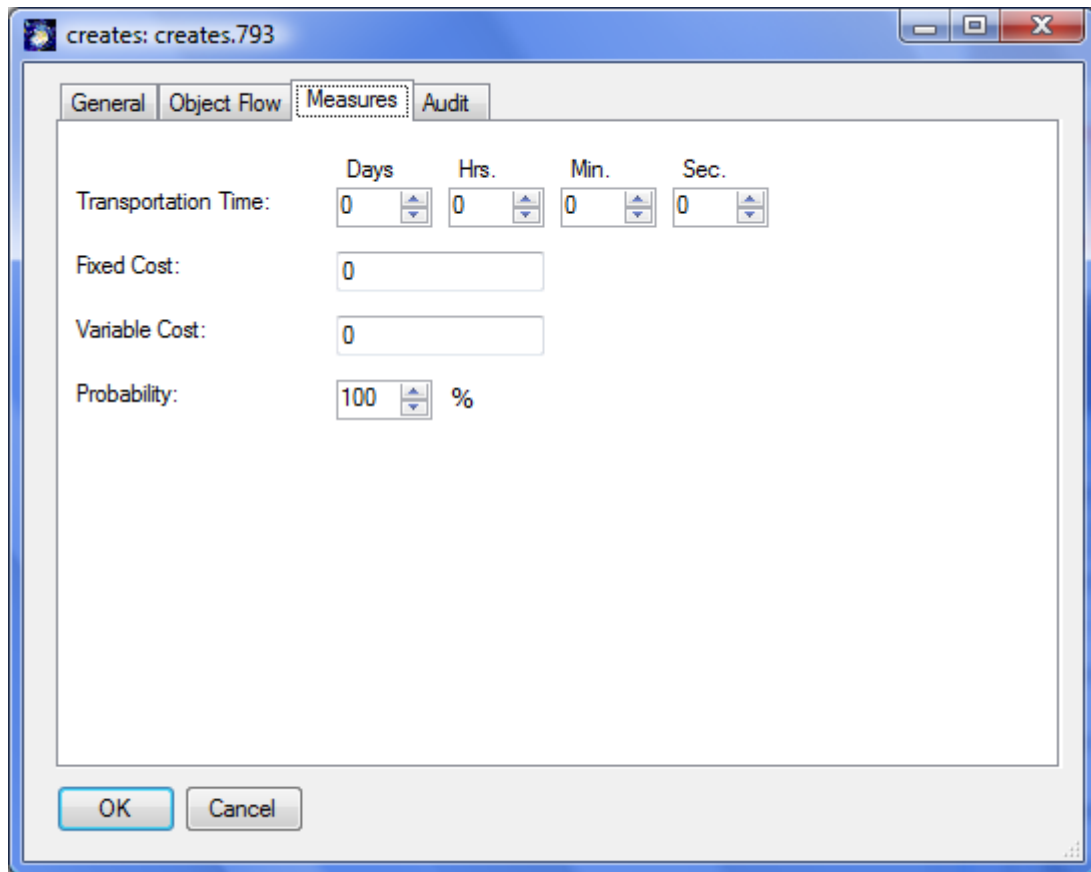 creates: creates.793
General Object Flow Measures Audit
Days Hrs. Min. Sec.
Transportation Time: 0 0 0 0
Fixed Cost: 0
Variable Cost: 0
Probability: 100 %
OK Cancel